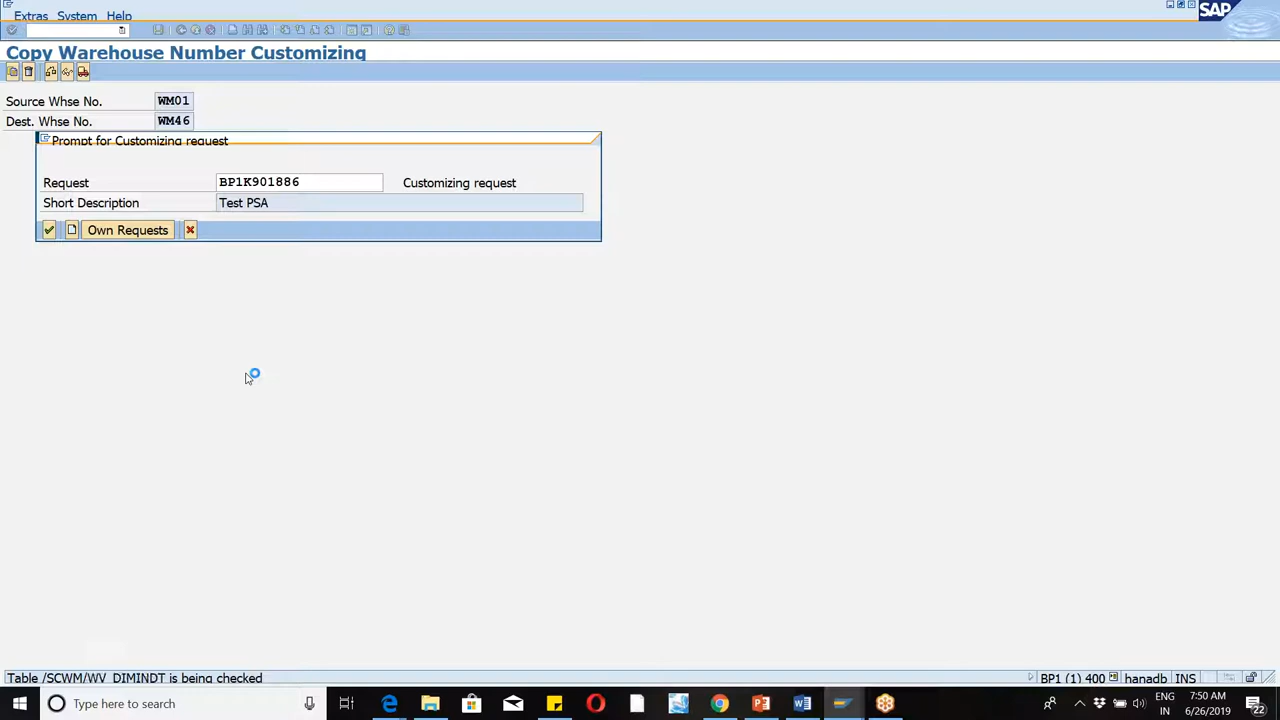 Extras System Help
SAP
Copy Warehouse Number Customizing
Source Whse No. WM01
Dest. Whse No. WM46
Prompt for Customizing request
Request BP1K901886 Customizing request
Short Description Test PSA
Own Requests
Table /SCWM/WV_DIMINDT is being checked
BP1 (1) 400 hanadb INS
Type here to search
ENG 7:50 AM
IN 6/26/2019 22